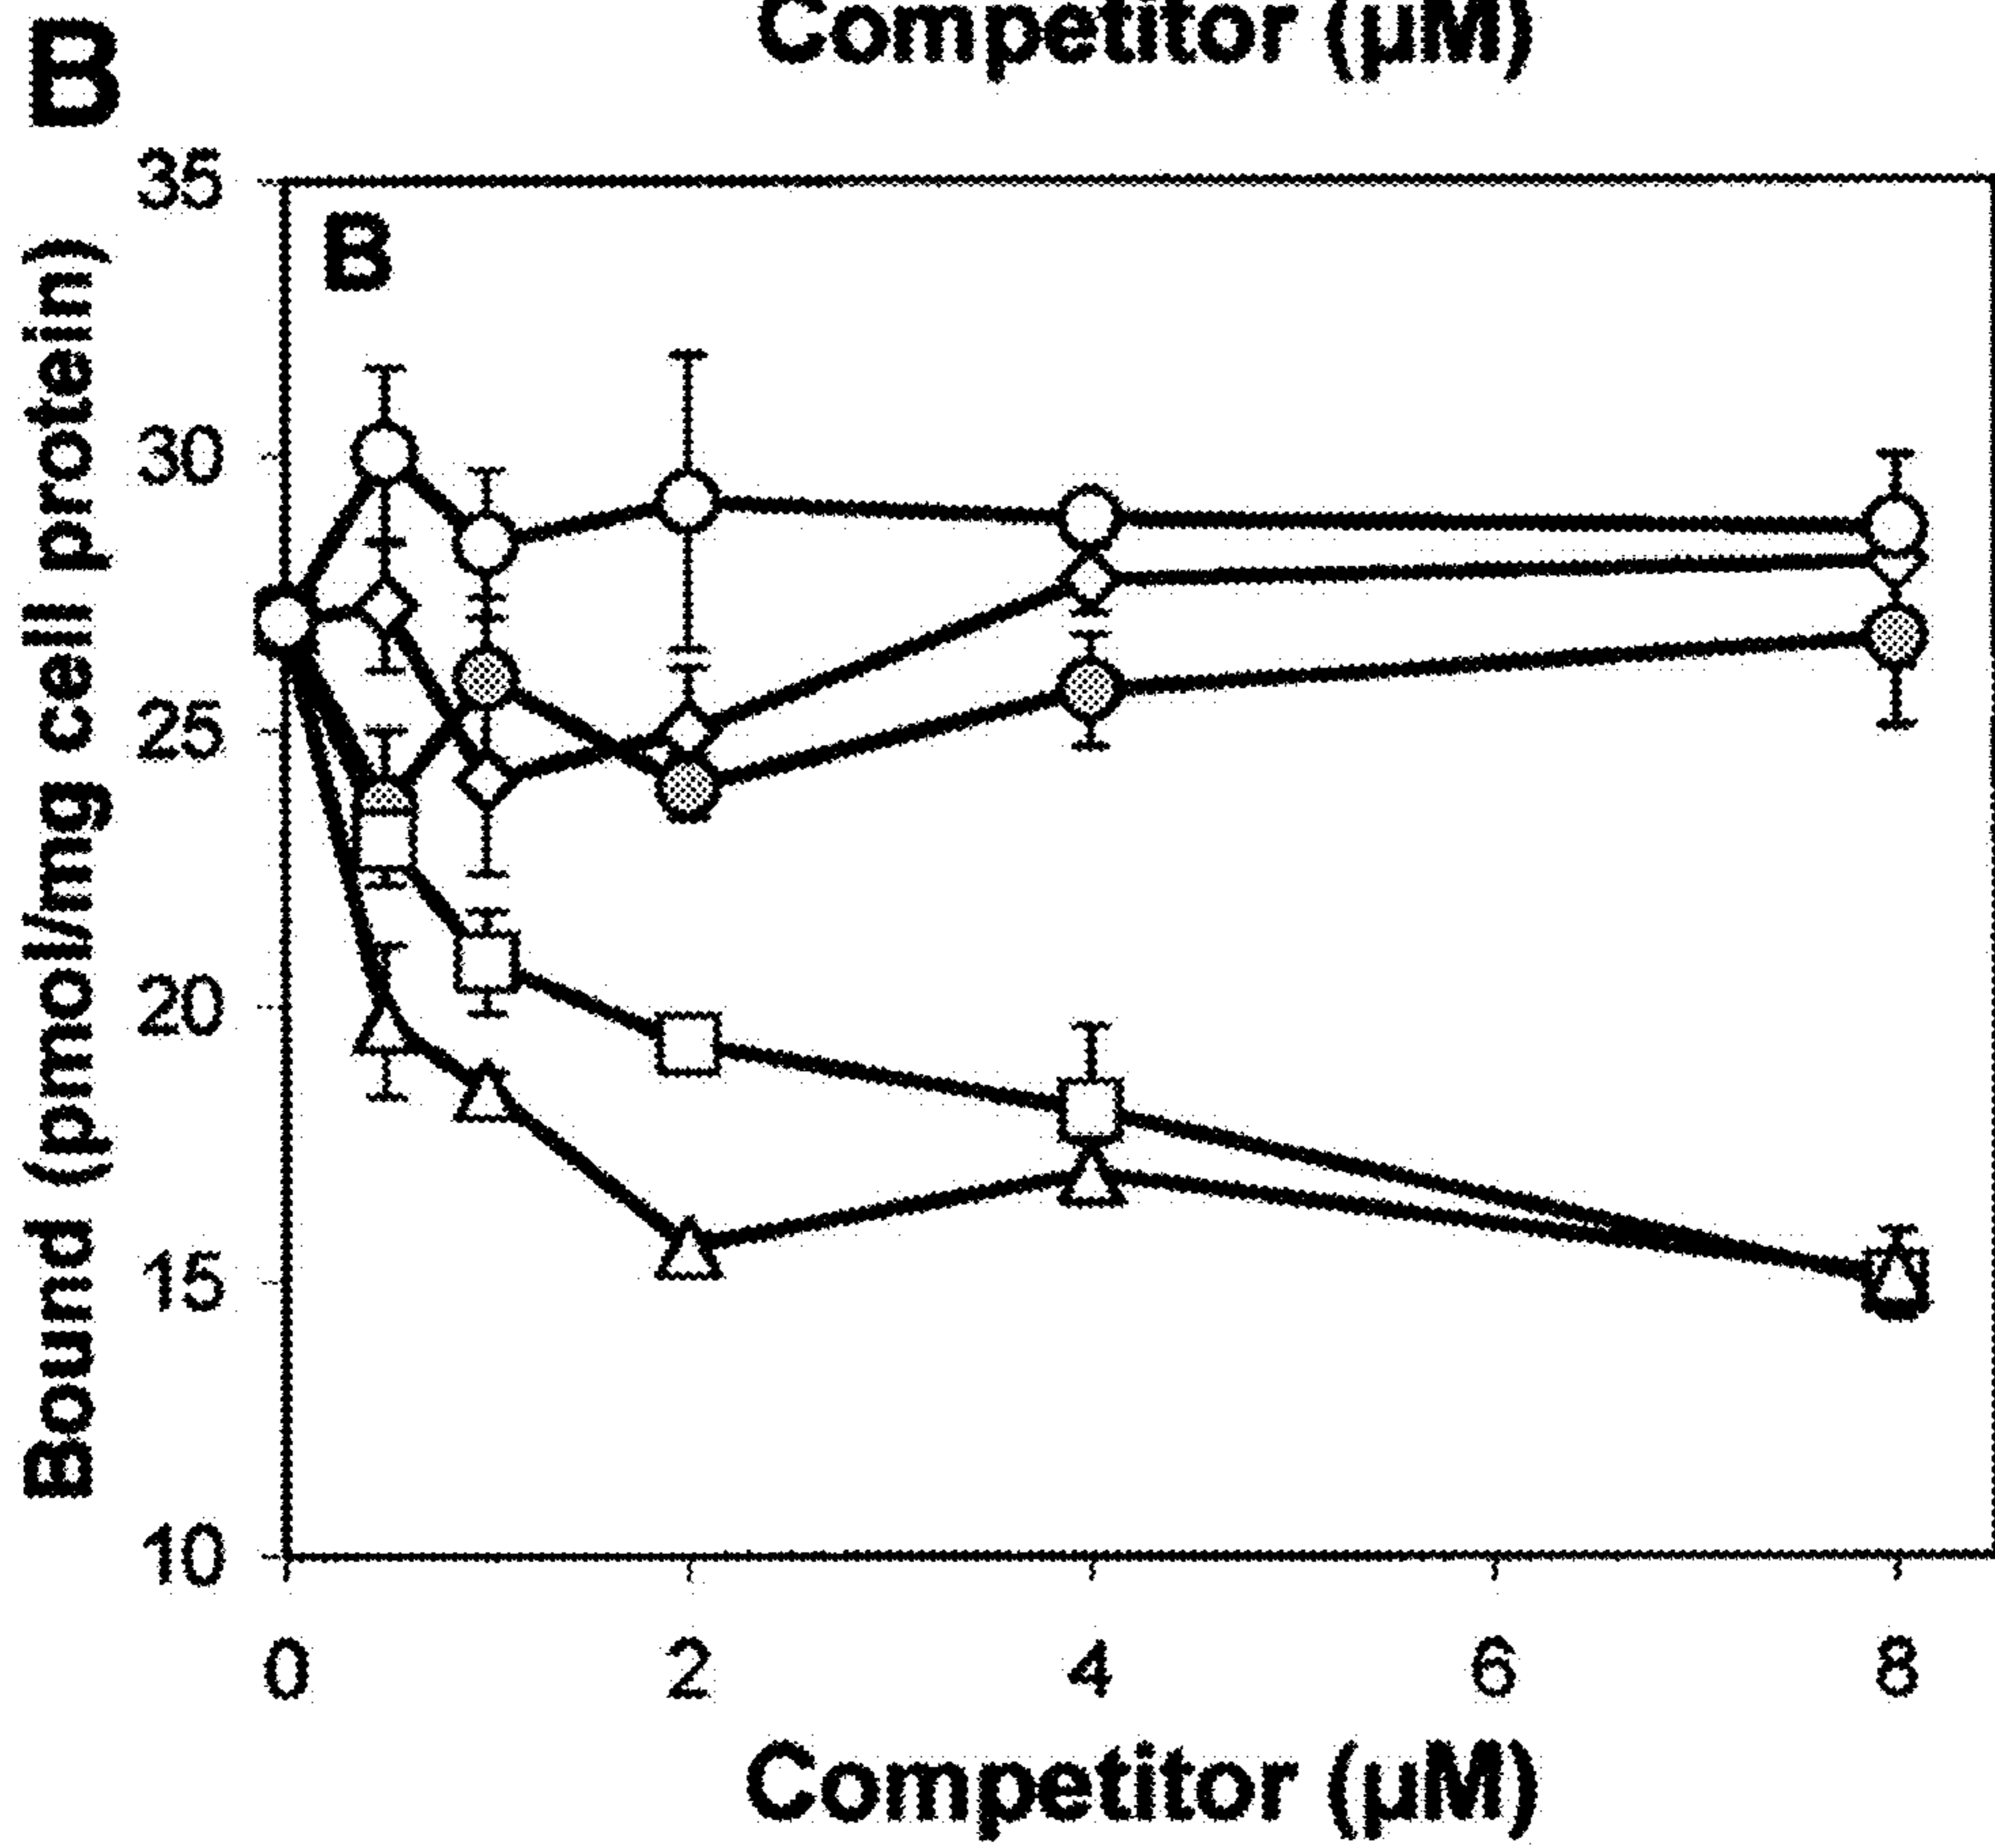 Competitor (µM)
B
35
B
30
25
20
15
10
Bound (pmol/mg cell protein)
0 2 4 6 8
Competitor (µM)